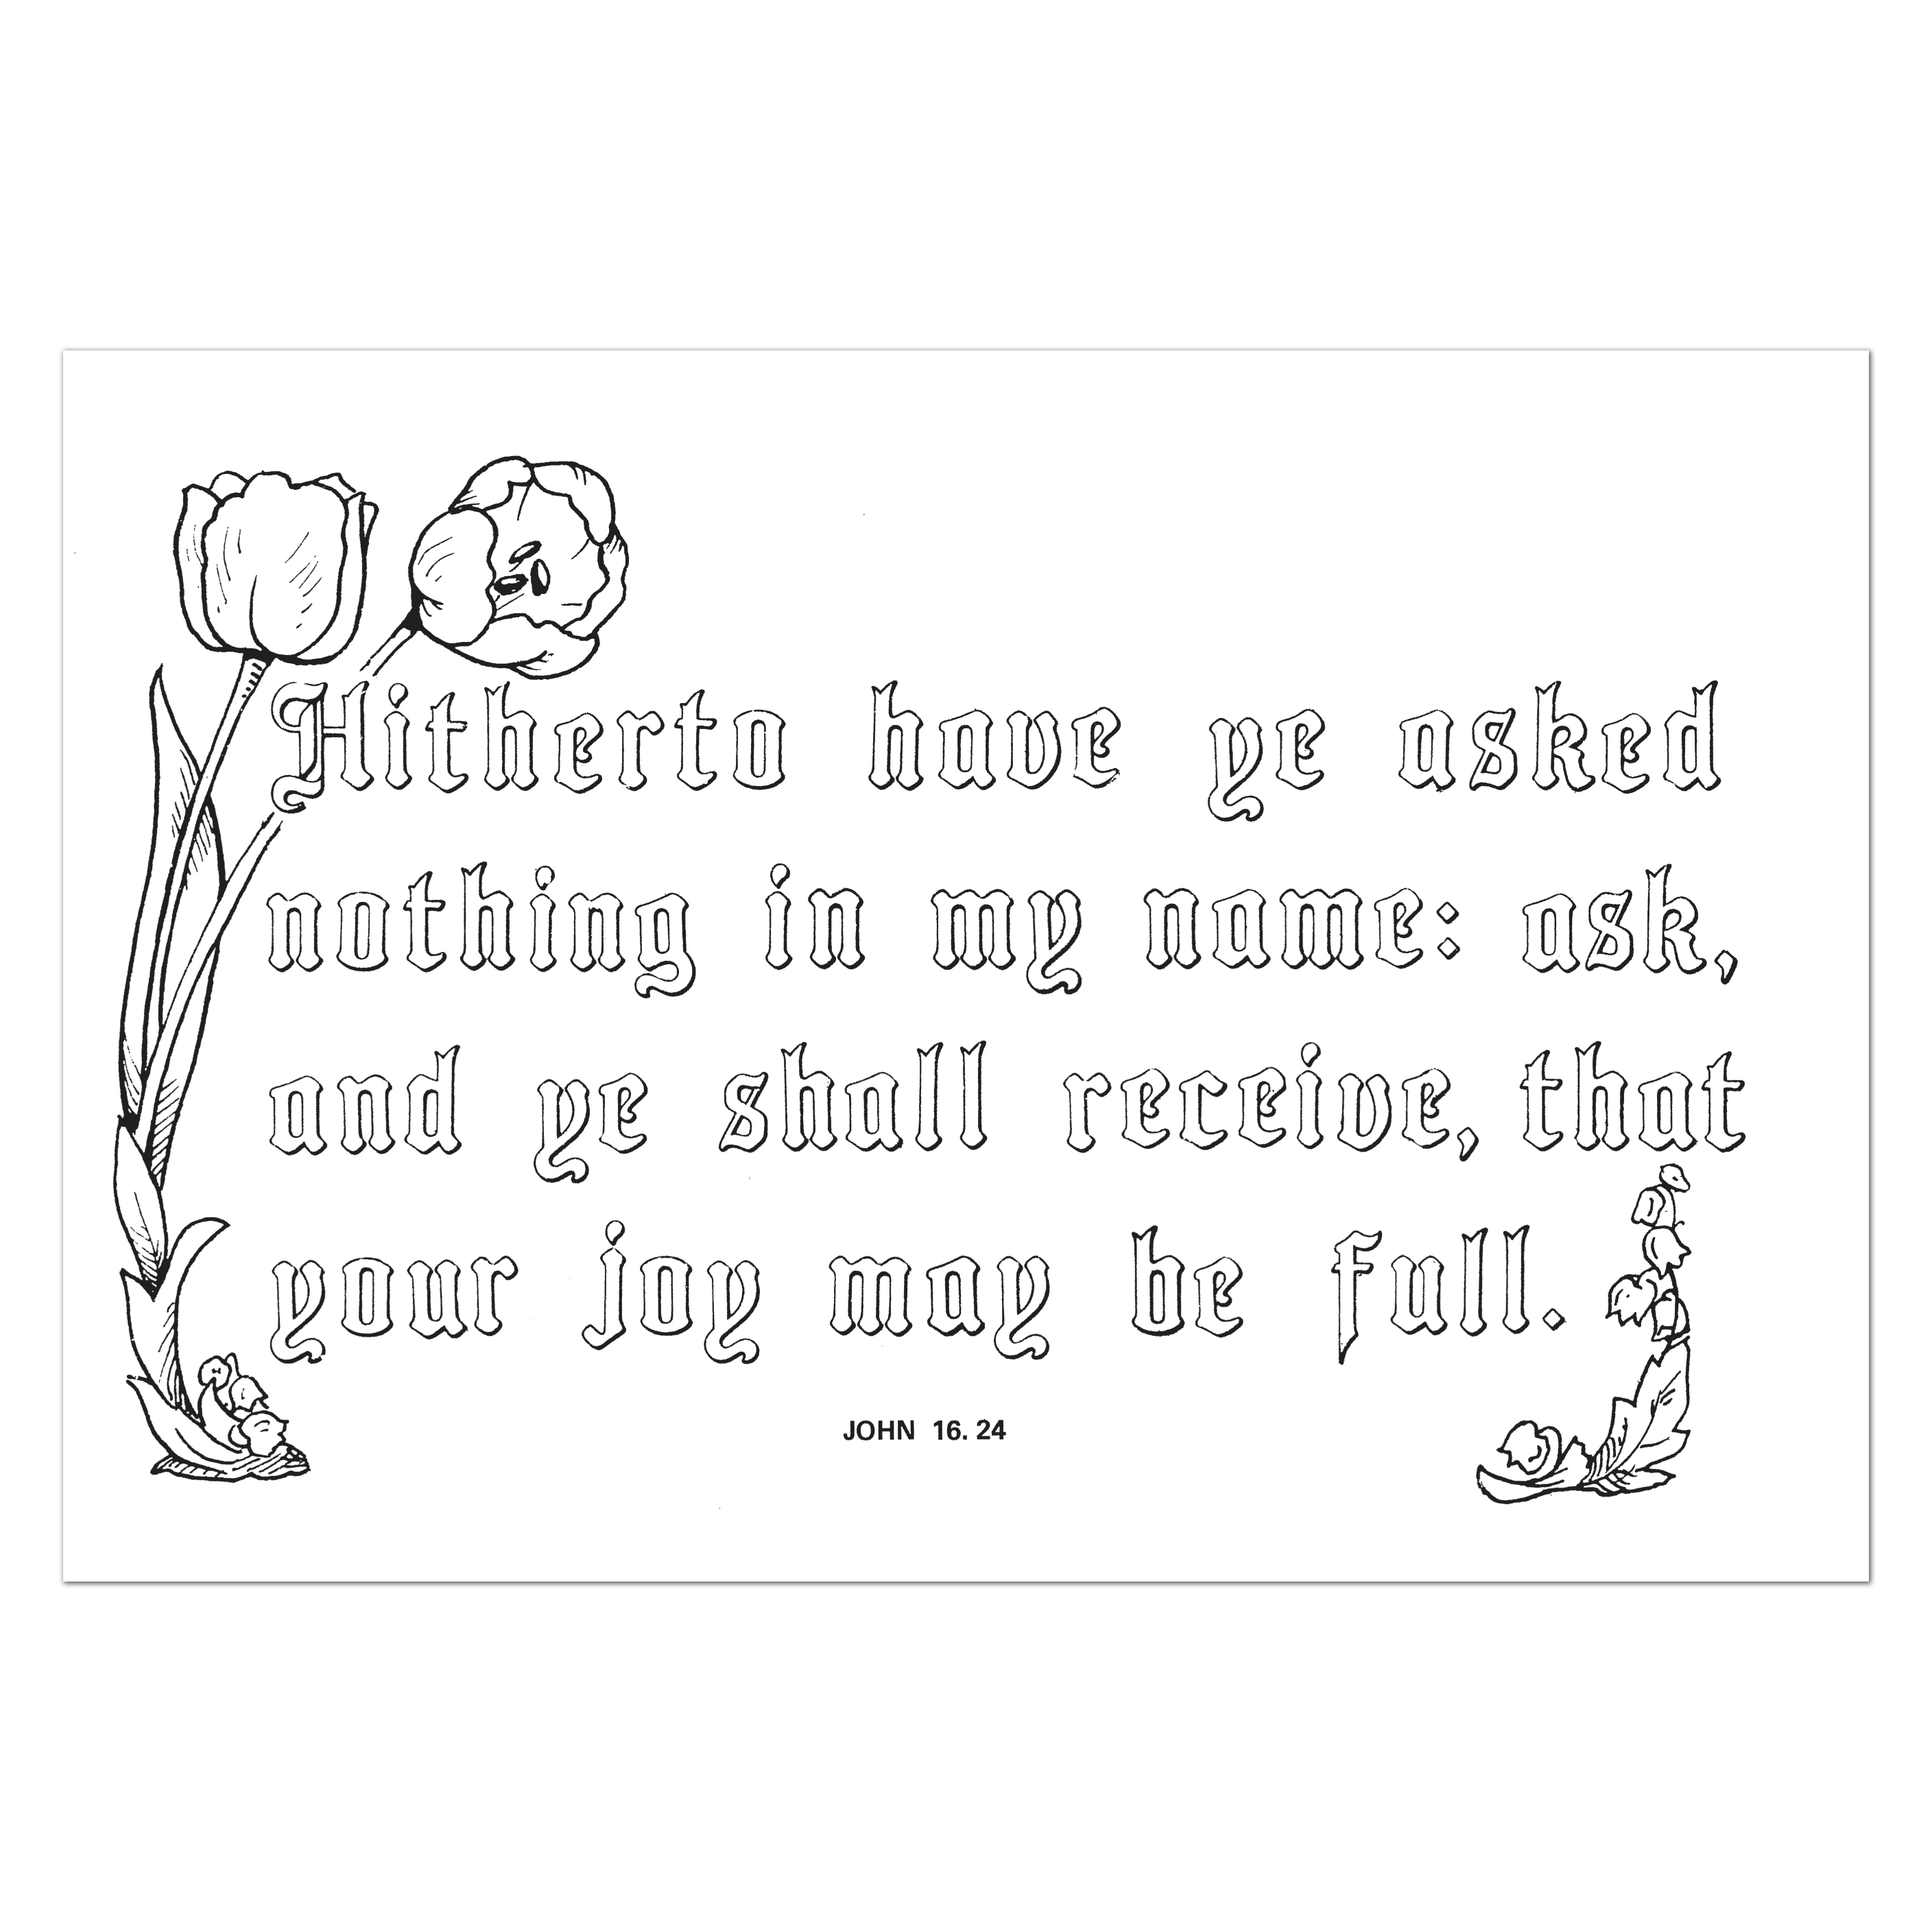 Hitherto have ye asked
nothing in my name: ask,
and ye shall receive, that
your joy may be full.
JOHN 16. 24